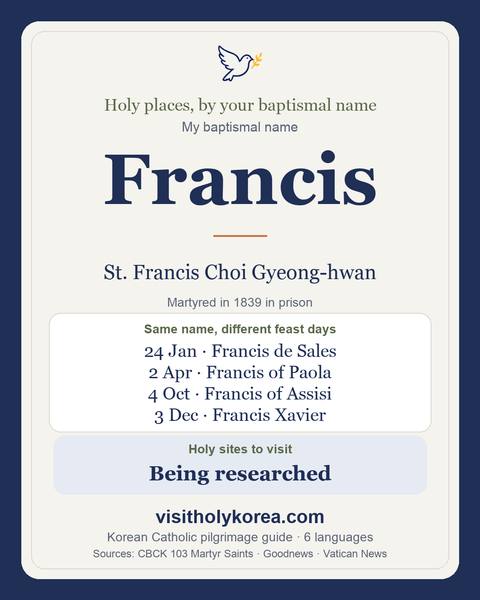 Holy places, by your baptismal name
My baptismal name
Francis
St. Francis Choi Gyeong-hwan
Martyred in 1839 in prison
Same name, different feast days
24 Jan · Francis de Sales
2 Apr · Francis of Paola
4 Oct · Francis of Assisi
3 Dec · Francis Xavier
Holy sites to visit
Being researched
visitholykorea.com
Korean Catholic pilgrimage guide · 6 languages
Sources: CBCK 103 Martyr Saints · Goodnews · Vatican News